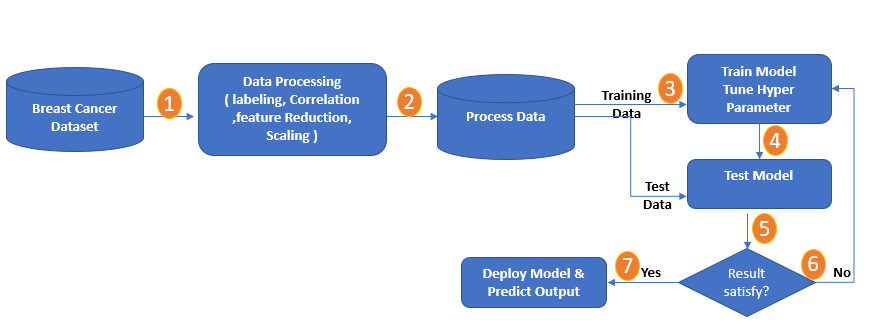 Breast Cancer
Dataset
1
Data Processing
( labeling, Correlation
,feature Reduction,
Scaling )
2
Process Data
Training
Data
3
Train Model
Tune Hyper
Parameter
4
Test
Data
Test Model
5
Result
satisfy?
6
No
7
Yes
Deploy Model &
Predict Output